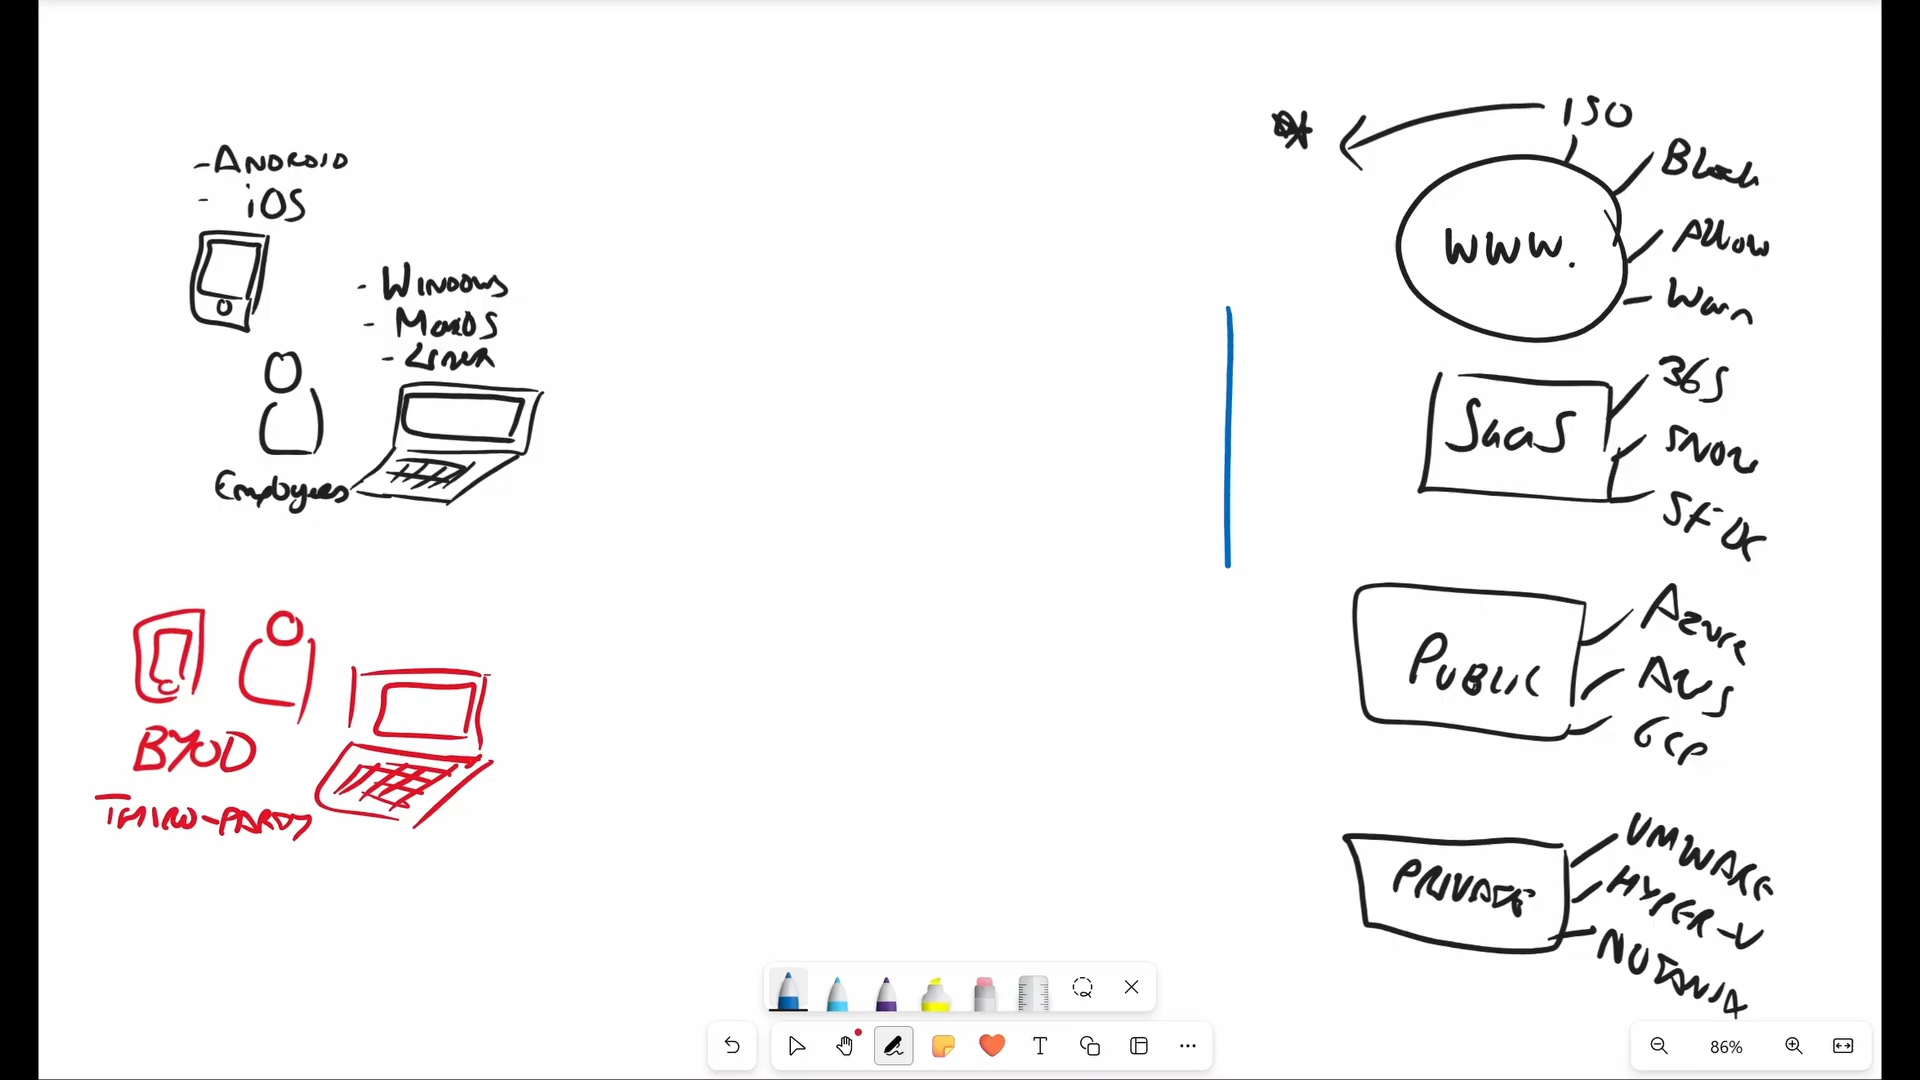 - Android
- iOS
- Windows
- MacOS
- Linux
Employees
BYOD
Third-party
ISO
www.
Block
Allow
Warn
SaaS
365
SNOW
SFDC
Public
Azure
AWS
GCP
Private
VMWARE
HYPER-V
NUTANIX
86%